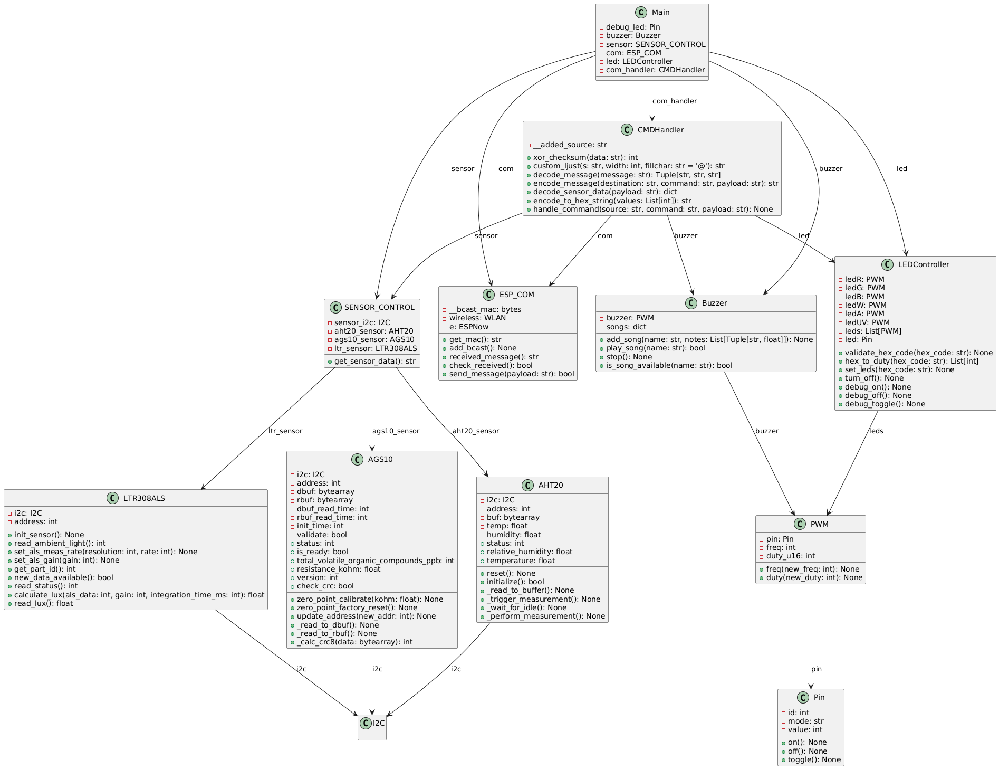 Main
debug_led: Pin
buzzer: Buzzer
sensor: SENSOR_CONTROL
com: ESP_COM
led: LEDController
com_handler: CMDHandler
com_handler
CMDHandler
__added_source: str
xor_checksum(data: str): int
custom_ljust(s: str, width: int, fillchar: str = '@'): str
decode_message(message: str): Tuple[str, str, str]
encode_message(destination: str, command: str, payload: str): str
decode_sensor_data(payload: str): dict
encode_to_hex_string(values: List[int]): str
handle_command(source: str, command: str, payload: str): None
sensor
com
buzzer
led
sensor
com
buzzer
led
SENSOR_CONTROL
sensor_i2c: I2C
aht20_sensor: AHT20
ags10_sensor: AGS10
ltr_sensor: LTR308ALS
get_sensor_data(): str
ESP_COM
__bcast_mac: bytes
wireless: WLAN
e: ESPNow
get_mac(): str
add_bcast(): None
received_message(): str
check_received(): bool
send_message(payload: str): bool
Buzzer
buzzer: PWM
songs: dict
add_song(name: str, notes: List[Tuple[str, float]]): None
play_song(name: str): bool
stop(): None
is_song_available(name: str): bool
LEDController
ledR: PWM
ledG: PWM
ledB: PWM
ledW: PWM
ledA: PWM
ledUV: PWM
leds: List[PWM]
led: Pin
validate_hex_code(hex_code: str): None
hex_to_duty(hex_code: str): List[int]
set_leds(hex_code: str): None
turn_off(): None
debug_on(): None
debug_off(): None
debug_toggle(): None
ltr_sensor
ags10_sensor
aht20_sensor
buzzer
leds
LTR308ALS
i2c: I2C
address: int
init_sensor(): None
read_ambient_light(): int
set_als_meas_rate(resolution: int, rate: int): None
set_als_gain(gain: int): None
get_part_id(): int
new_data_available(): bool
read_status(): int
calculate_lux(als_data: int, gain: int, integration_time_ms: int): float
read_lux(): float
AGS10
i2c: I2C
address: int
dbuf: bytearray
rbuf: bytearray
dbuf_read_time: int
rbuf_read_time: int
init_time: int
validate: bool
status: int
is_ready: bool
total_volatile_organic_compounds_ppb: int
resistance_kohm: float
version: int
check_crc: bool
zero_point_calibrate(kohm: float): None
zero_point_factory_reset(): None
update_address(new_addr: int): None
_read_to_dbuf(): None
_read_to_rbuf(): None
_calc_crc8(data: bytearray): int
AHT20
i2c: I2C
address: int
buf: bytearray
temp: float
humidity: float
status: int
relative_humidity: float
temperature: float
reset(): None
initialize(): bool
_read_to_buffer(): None
_trigger_measurement(): None
_wait_for_idle(): None
_perform_measurement(): None
PWM
pin: Pin
freq: int
duty_u16: int
freq(new_freq: int): None
duty(new_duty: int): None
i2c
i2c
i2c
pin
I2C
Pin
id: int
mode: str
value: int
on(): None
off(): None
toggle(): None